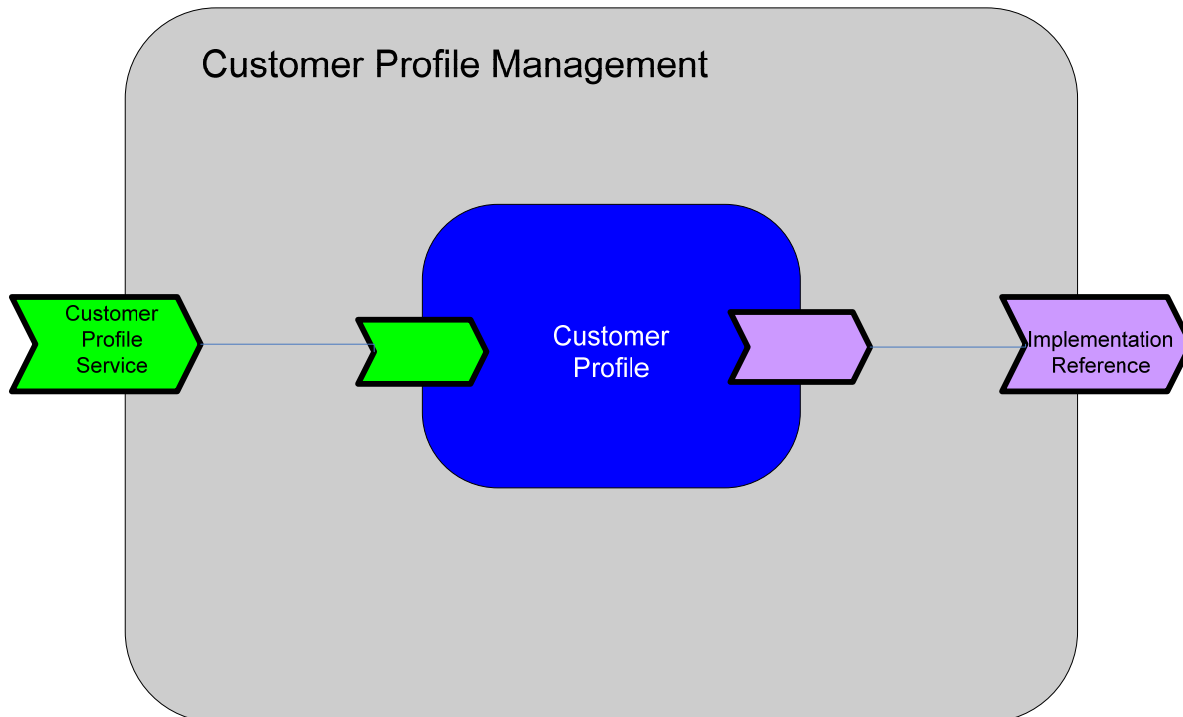 Customer Profile Management
Customer
Profile
Service
Customer
Profile
Implementation
Reference